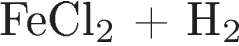 FeCl₂ + H₂